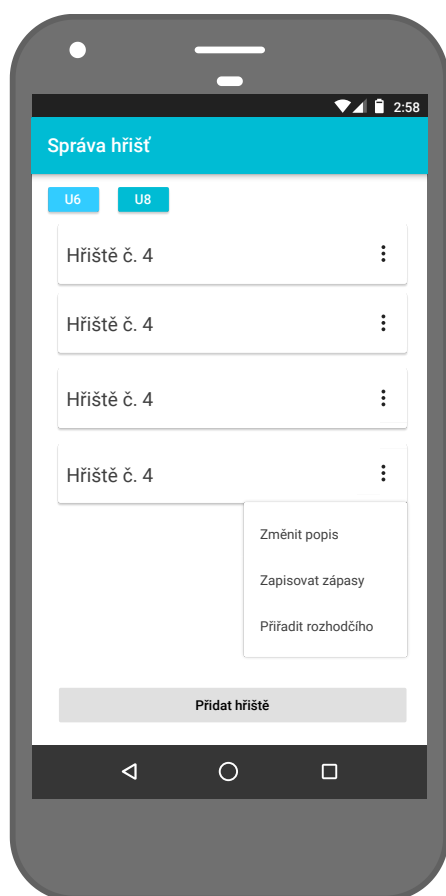 2:58
Správa hřišť
U6 U8
Hřiště č. 4
Hřiště č. 4
Hřiště č. 4
Hřiště č. 4
Změnit popis
Zapisovat zápasy
Přiřadit rozhodčího
Přidat hřiště